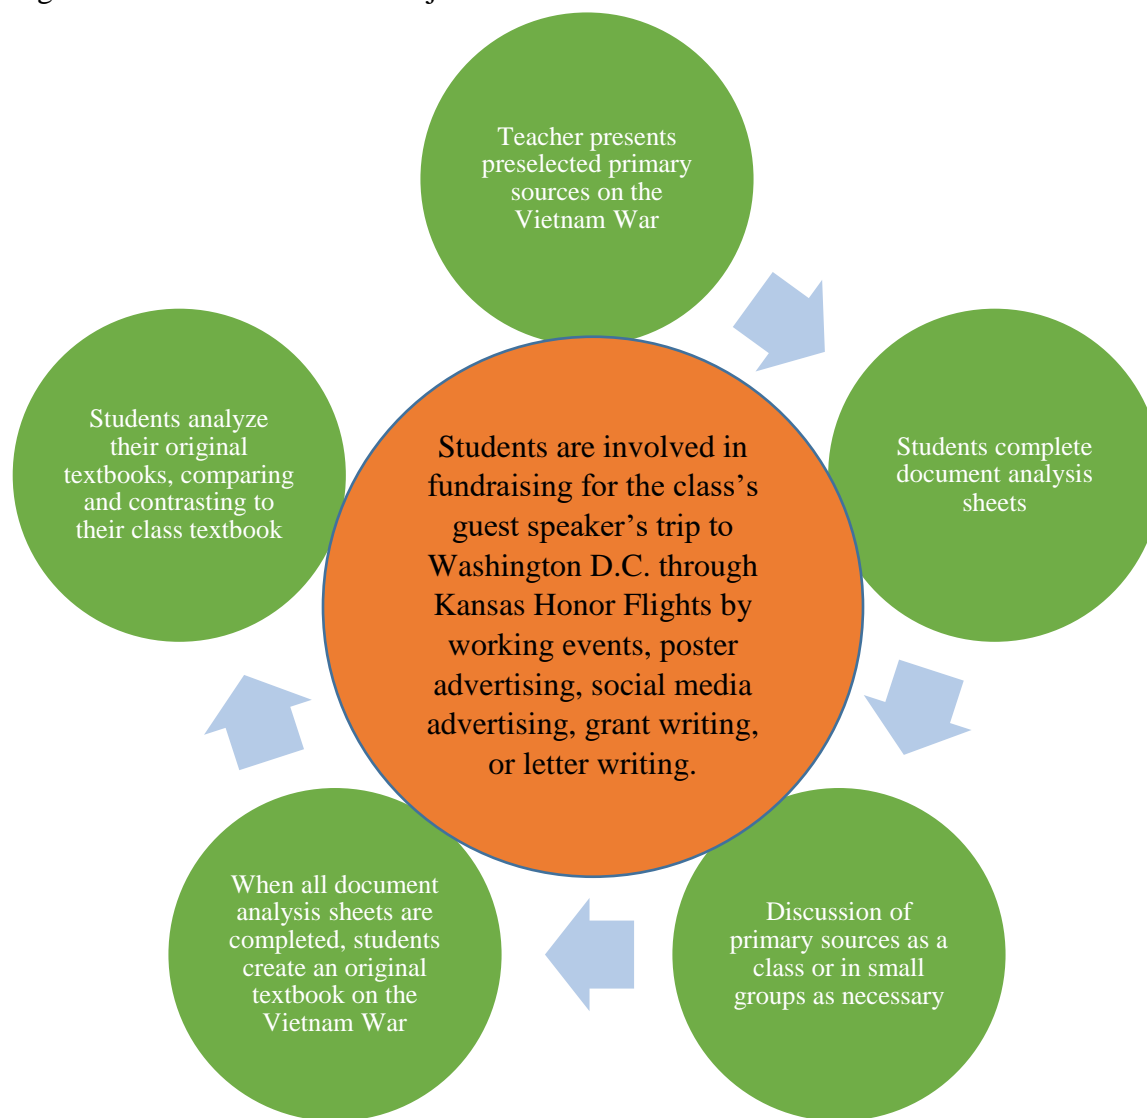 Teacher presents
preselected primary
sources on the
Vietnam War
Students complete
document analysis
sheets
Discussion of
primary sources as a
class or in small
groups as necessary
When all document
analysis sheets are
completed, students
create an original
textbook on the
Vietnam War
Students analyze
their original
textbooks, comparing
and contrasting to
their class textbook
Students are involved in
fundraising for the class’s
guest speaker’s trip to
Washington D.C. through
Kansas Honor Flights by
working events, poster
advertising, social media
advertising, grant writing,
or letter writing.